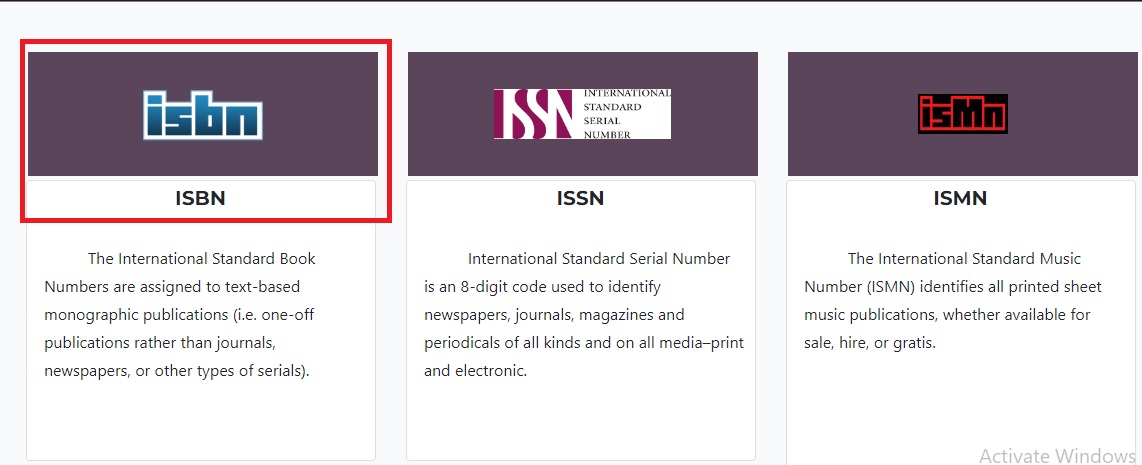 isbn
ISBN
The International Standard Book
Numbers are assigned to text-based
monographic publications (i.e. one-off
publications rather than journals,
newspapers, or other types of serials).
ISSN
INTERNATIONAL
STANDARD
SERIAL
NUMBER
ISSN
International Standard Serial Number
is an 8-digit code used to identify
newspapers, journals, magazines and
periodicals of all kinds and on all media–print
and electronic.
isMn
ISMN
The International Standard Music
Number (ISMN) identifies all printed sheet
music publications, whether available for
sale, hire, or gratis.
Activate Windows